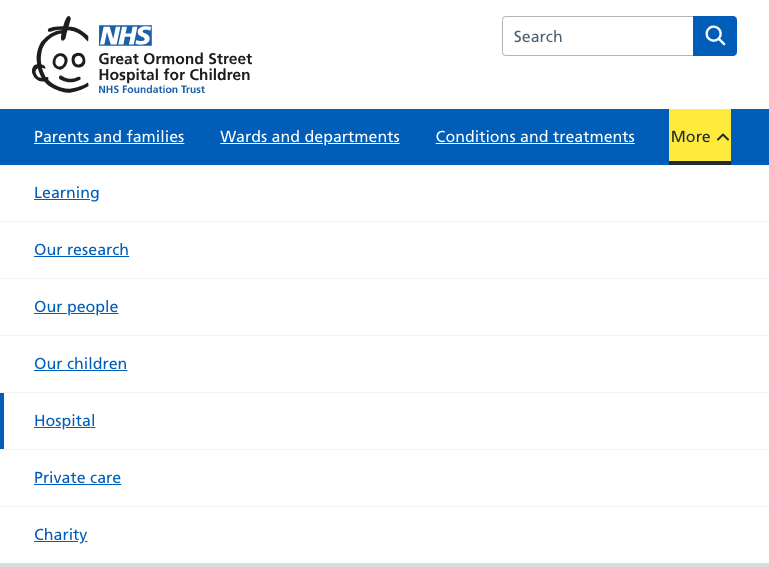 NHS
Great Ormond Street
Hospital for Children
NHS Foundation Trust
Search
Parents and families
Wards and departments
Conditions and treatments
More
Learning
Our research
Our people
Our children
Hospital
Private care
Charity